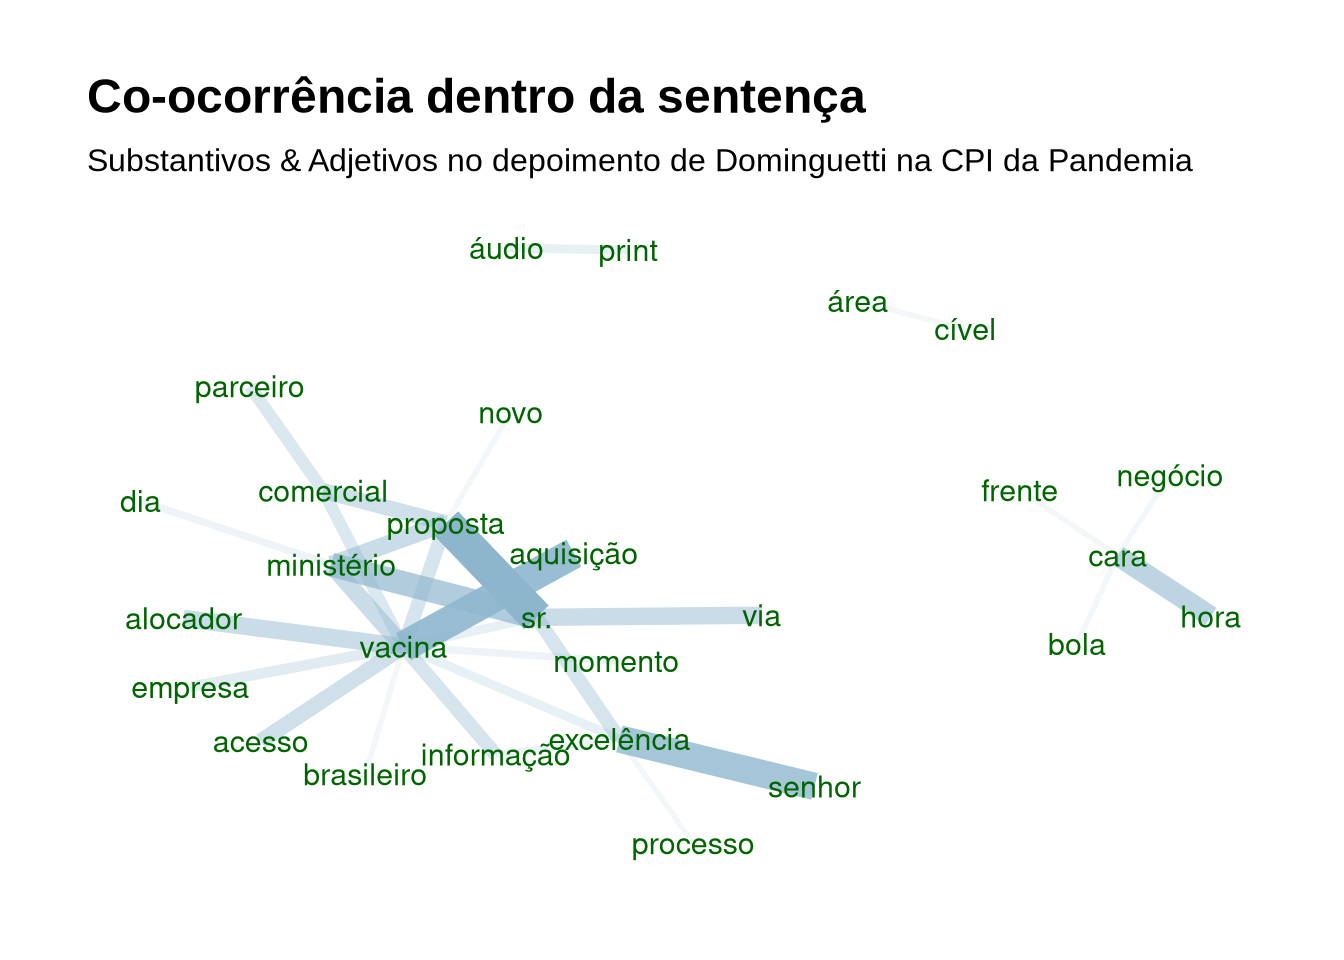 Co-ocorrência dentro da sentença
Substantivos & Adjetivos no depoimento de Dominguetti na CPI da Pandemia
áudio print
área
cível
parceiro
novo
negócio
comercial
frente
dia
proposta
aquisição
cara
ministério
alocador
sr.
via
hora
vacina
bola
momento
empresa
acesso
excelência
informação
brasileiro
senhor
processo